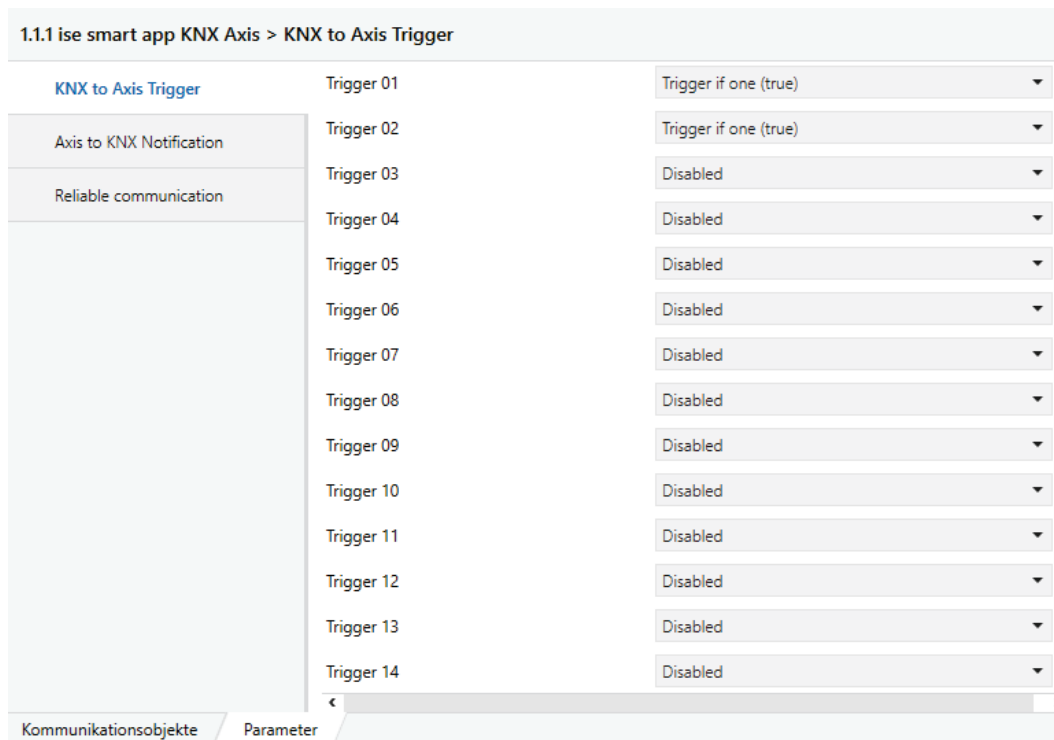 1.1.1 ise smart app KNX Axis > KNX to Axis Trigger
KNX to Axis Trigger
Axis to KNX Notification
Reliable communication
Trigger 01 Trigger if one (true)
Trigger 02 Trigger if one (true)
Trigger 03 Disabled
Trigger 04 Disabled
Trigger 05 Disabled
Trigger 06 Disabled
Trigger 07 Disabled
Trigger 08 Disabled
Trigger 09 Disabled
Trigger 10 Disabled
Trigger 11 Disabled
Trigger 12 Disabled
Trigger 13 Disabled
Trigger 14 Disabled
Kommunikationsobjekte Parameter